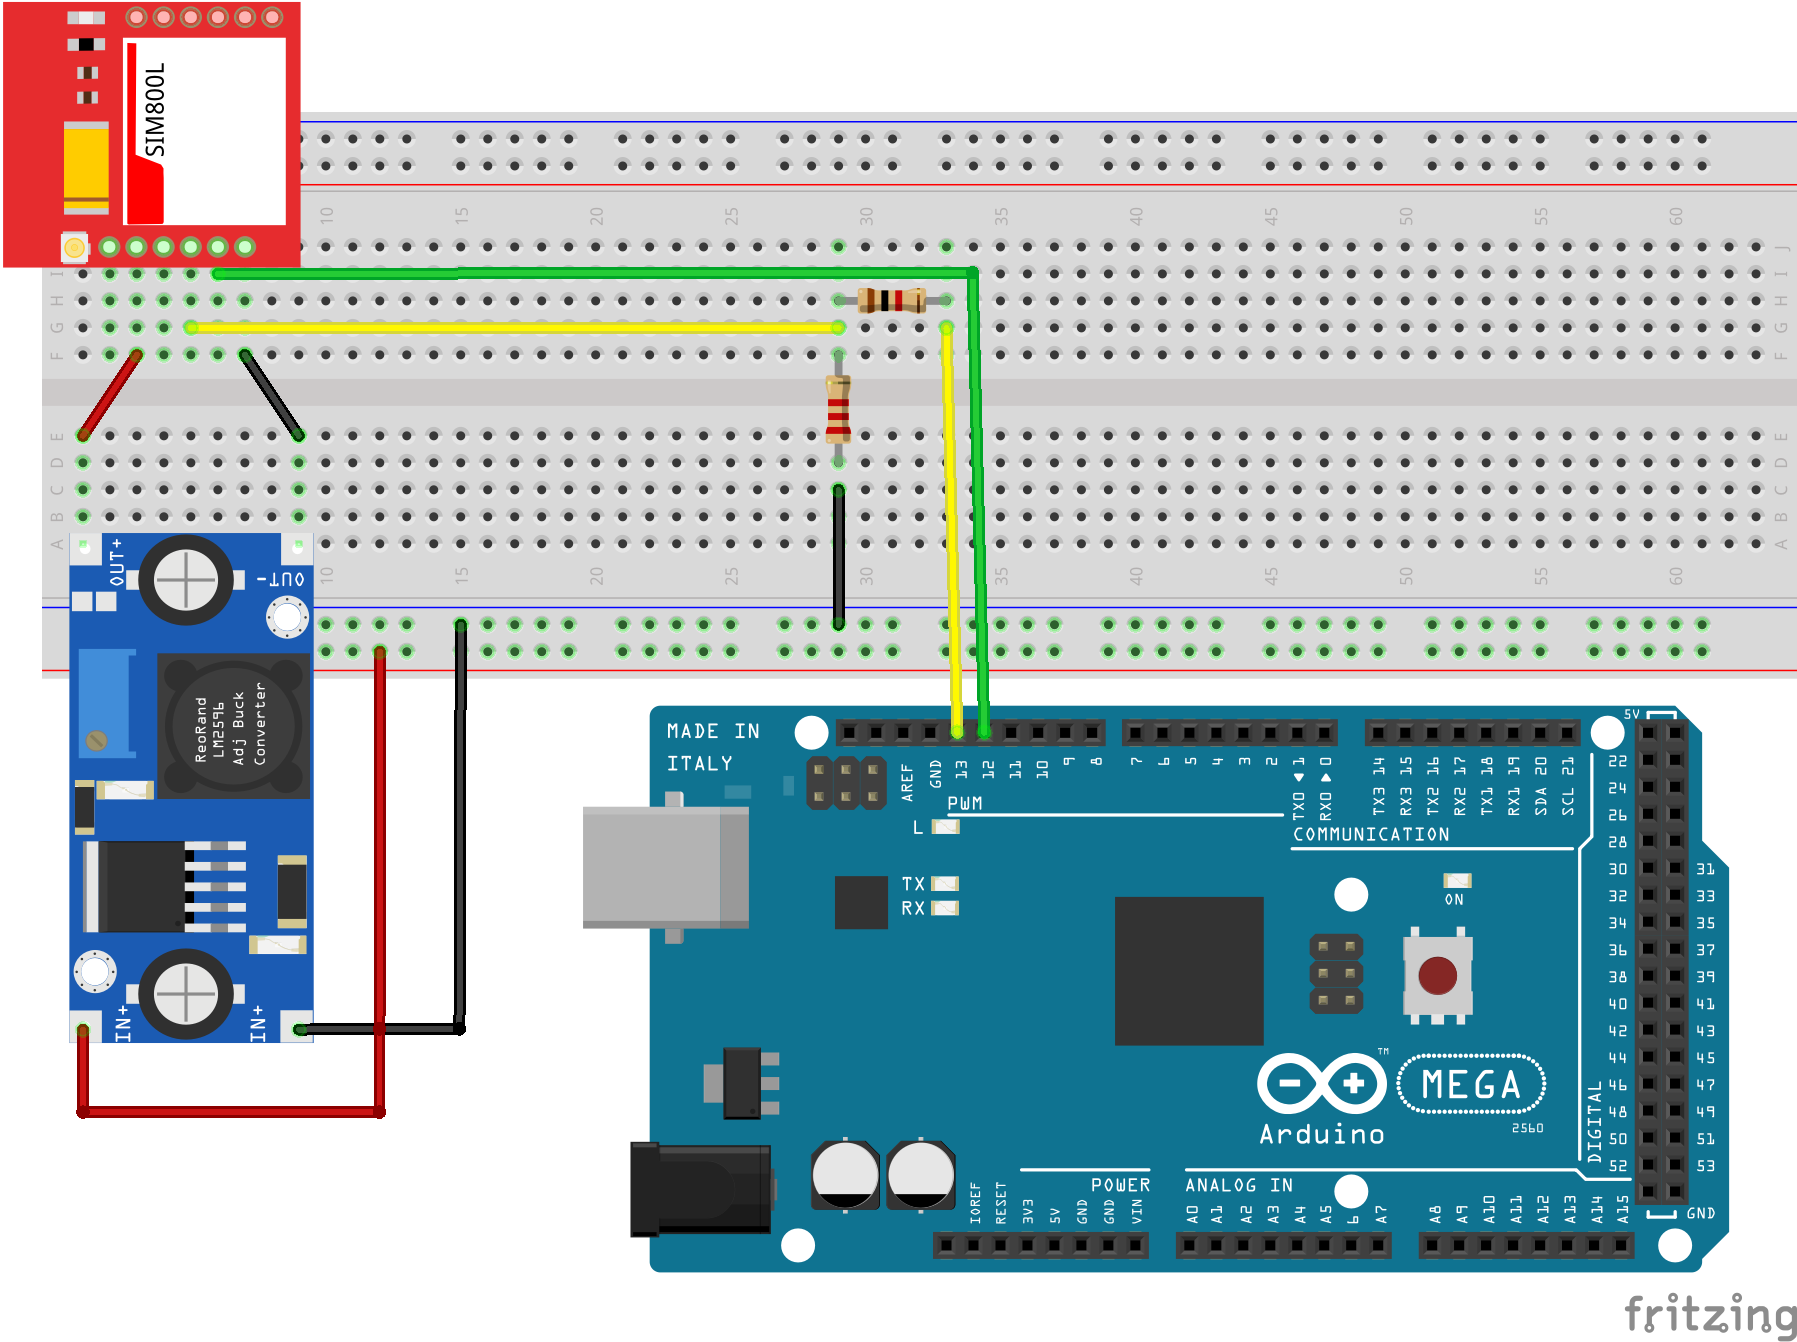 SIM800L
10 15 20 25 30 35 40 45 50 55 60
J
I I
H H
G G
F F
E E
D D
C C
B B
A A
10 15 20 25 30 35 40 45 50 55 60
OUT+
OUT-
ReoRand
LM2596
Adj Buck
Converter
IN+
IN+
MADE IN
ITALY
AREF
GND
13
12
11
10
9
8
7
6
5
4
3
2
TX0 1
RX0 0
TX3 14
RX3 15
TX2 16
RX2 17
TX1 18
RX1 19
SDA 20
SCL 21
PWM
COMMUNICATION
L
TX
RX
ON
5V
22
24
26
28
30 31
32 33
34 35
36 37
38 39
40 41
42 43
44 45
46 47
48 49
50 51
52 53
GND
DIGITAL
TM
MEGA
2560
Arduino
POWER
ANALOG IN
IOREF
RESET
3V3
5V
GND
GND
VIN
A0
A1
A2
A3
A4
A5
6
A7
A8
A9
A10
A11
A12
A13
A14
A15
fritzing